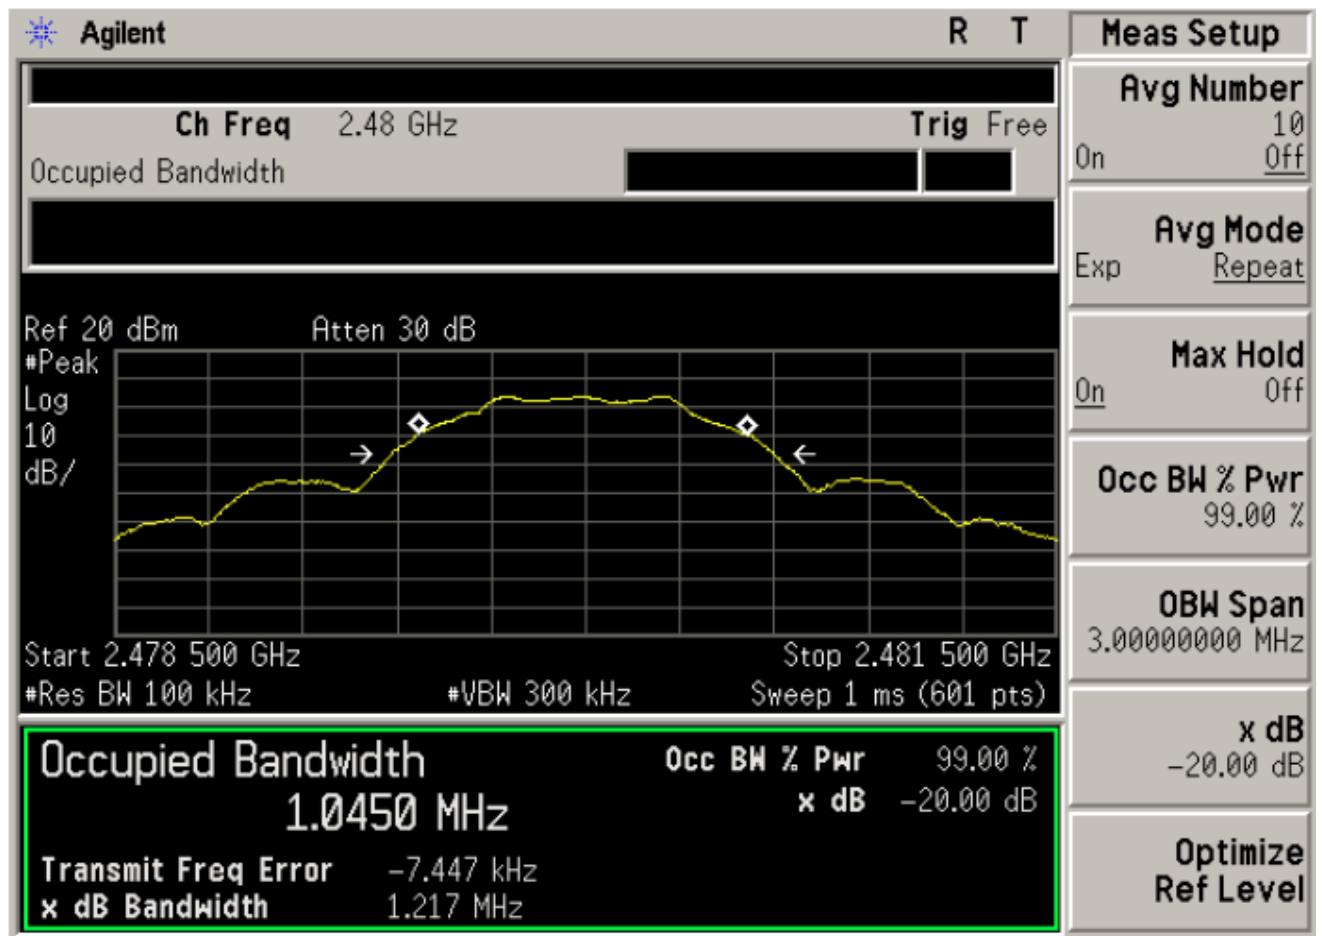 Agilent R T
Ch Freq 2.48 GHz Trig Free
Occupied Bandwidth
Ref 20 dBm Atten 30 dB
#Peak
Log
10
dB/
Start 2.478 500 GHz Stop 2.481 500 GHz
#Res BW 100 kHz #VBW 300 kHz Sweep 1 ms (601 pts)
Occupied Bandwidth Occ BW % Pwr 99.00 %
1.0450 MHz x dB -20.00 dB
Transmit Freq Error -7.447 kHz
x dB Bandwidth 1.217 MHz
Meas Setup
Avg Number
10
On Off
Avg Mode
Exp Repeat
Max Hold
On Off
Occ BW % Pwr
99.00 %
OBW Span
3.00000000 MHz
x dB
-20.00 dB
Optimize
Ref Level